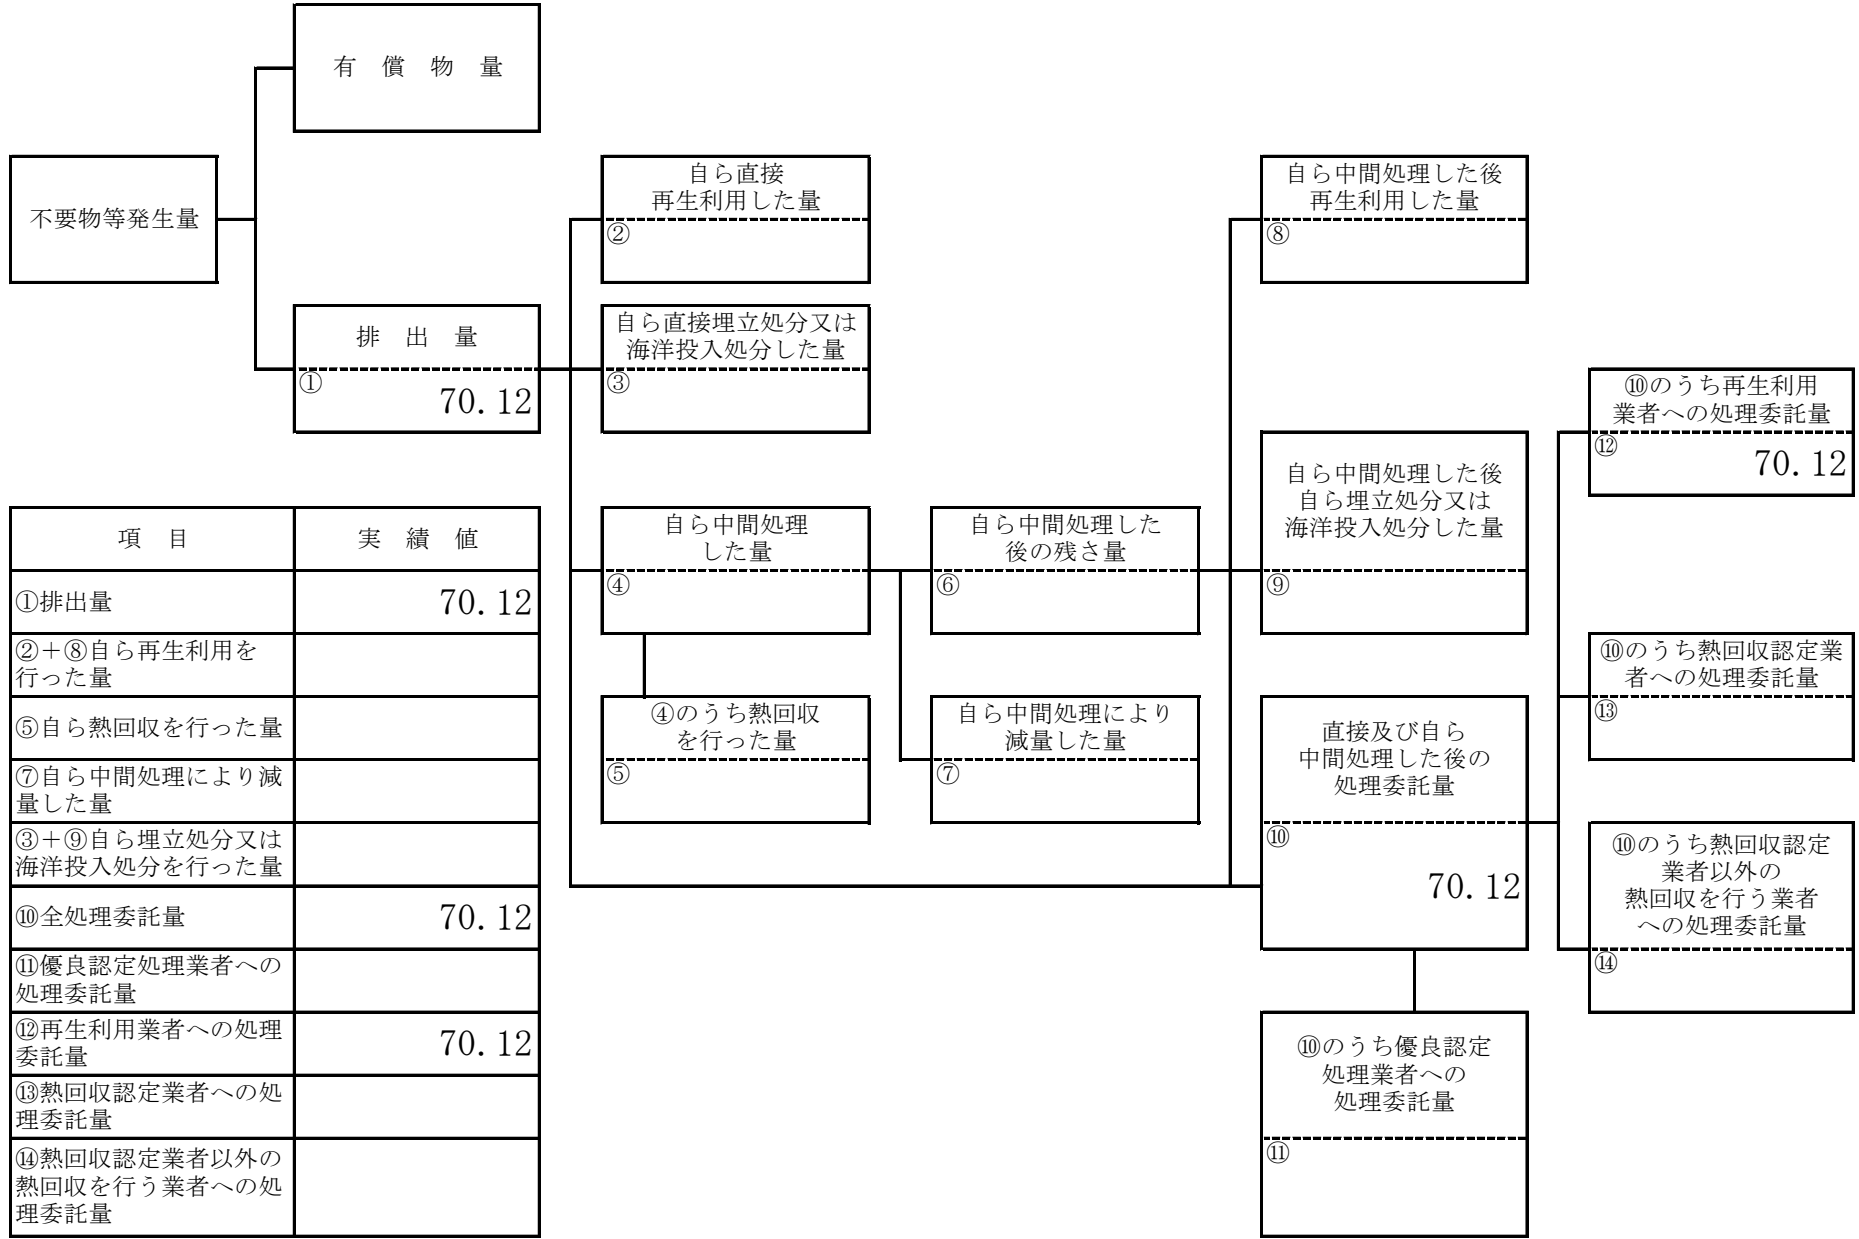 有 償 物 量
不要物等発生量
排 出 量
①
70.12
自ら直接
再生利用した量
②
自ら直接埋立処分又は
海洋投入処分した量
③
自ら中間処理
した量
④
④のうち熱回収
を行った量
⑤
自ら中間処理した
後の残さ量
⑥
自ら中間処理により
減量した量
⑦
自ら中間処理した後
再生利用した量
⑧
自ら中間処理した後
自ら埋立処分又は
海洋投入処分した量
⑨
直接及び自ら
中間処理した後の
処理委託量
⑩
70.12
⑩のうち優良認定
処理業者への
処理委託量
⑪
⑩のうち再生利用
業者への処理委託量
⑫
70.12
⑩のうち熱回収認定業
者への処理委託量
⑬
⑩のうち熱回収認定
業者以外の
熱回収を行う業者
への処理委託量
⑭
項 目 実 績 値
①排出量 70.12
②＋⑧自ら再生利用を
行った量
⑤自ら熱回収を行った量
⑦自ら中間処理により減
量した量
③＋⑨自ら埋立処分又は
海洋投入処分を行った量
⑩全処理委託量 70.12
⑪優良認定処理業者への
処理委託量
⑫再生利用業者への処理
委託量 70.12
⑬熱回収認定業者への処
理委託量
⑭熱回収認定業者以外の
熱回収を行う業者への処
理委託量